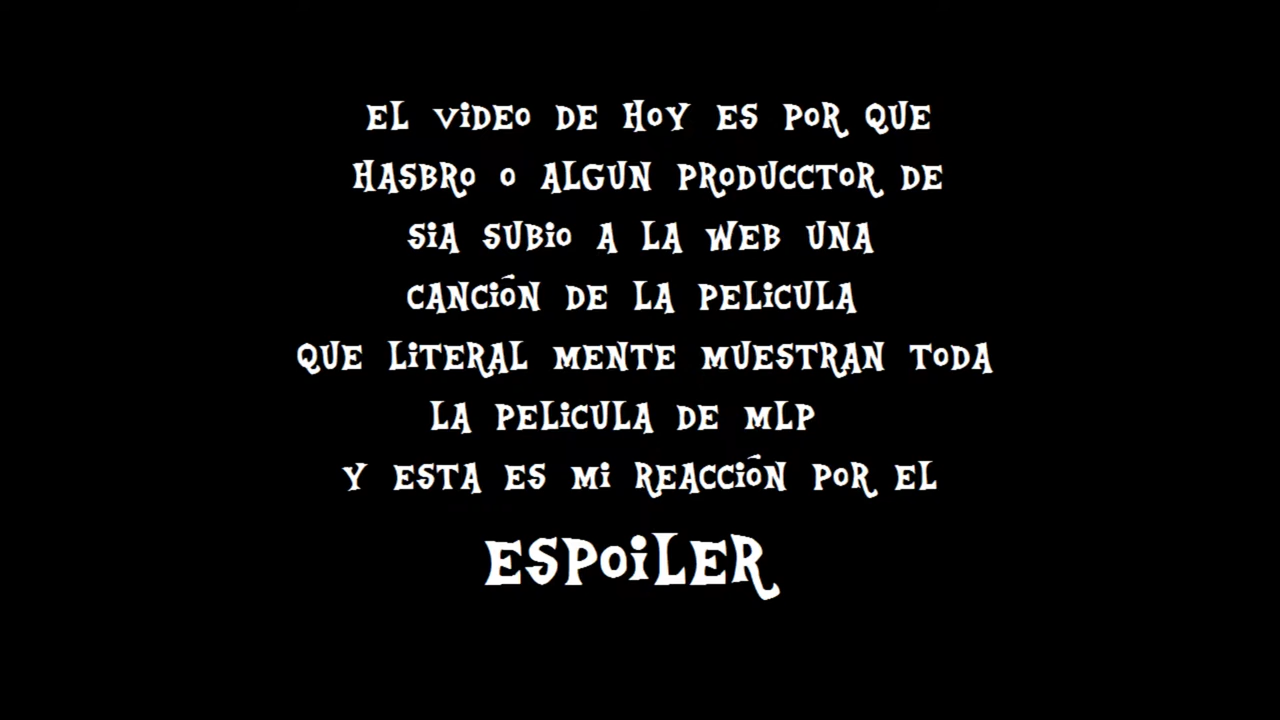 EL ViDEO DE HOY ES POR QUE
HASBRO O ALGUN PRODUCCTOR DE
SiA SUBiO A LA WEB UNA
CANCiÓN DE LA PELiCULA
QUE LiTERAL MENTE MUESTRAN TODA
LA PELiCULA DE MLP
Y ESTA ES Mi REACCiÓN POR EL
ESPOiLER